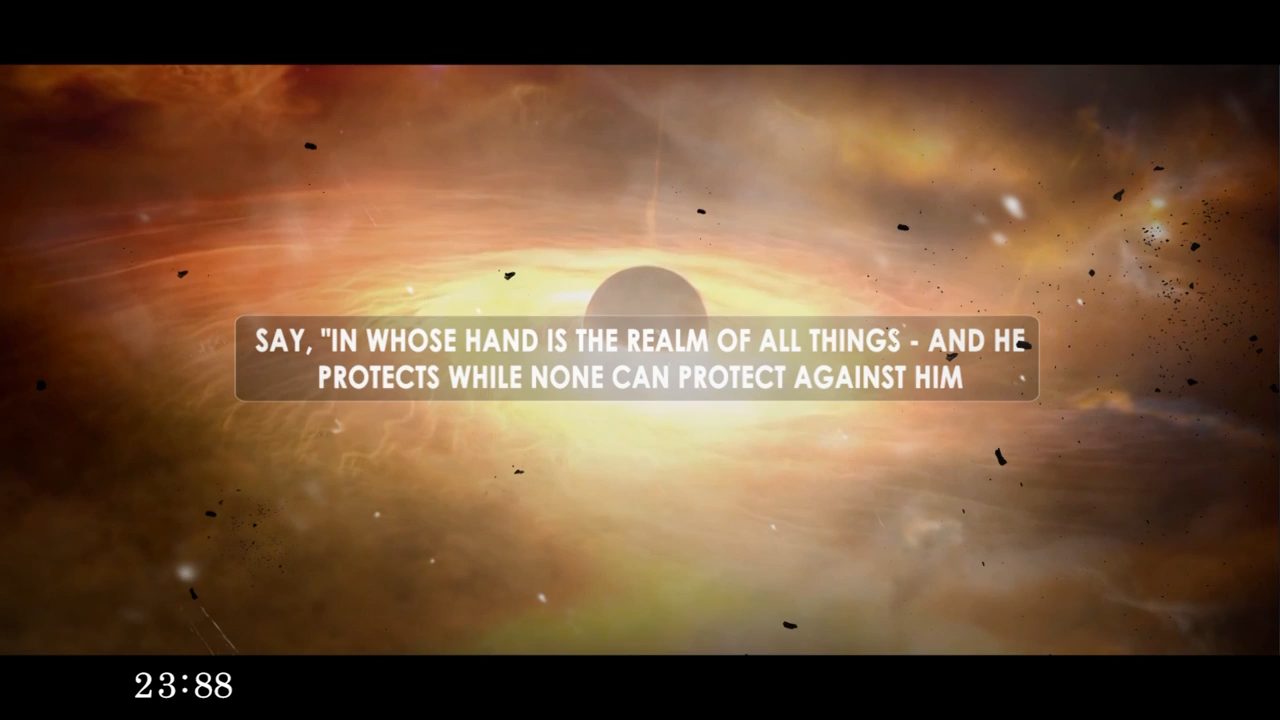 SAY, "IN WHOSE HAND IS THE REALM OF ALL THINGS - AND HE
PROTECTS WHILE NONE CAN PROTECT AGAINST HIM
23:88